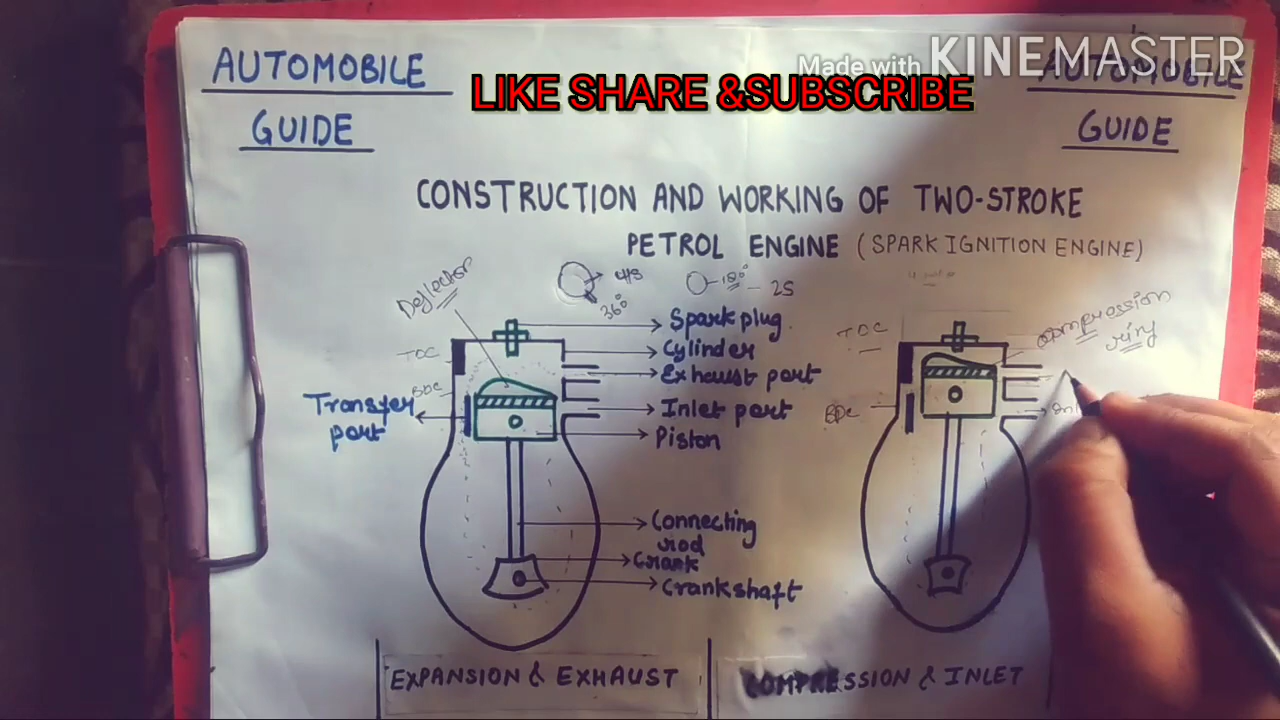 Made with KINEMASTER
LIKE SHARE &SUBSCRIBE
AUTOMOBILE
GUIDE
AUTOMOBILE
GUIDE
CONSTRUCTION AND WORKING OF TWO-STROKE
PETROL ENGINE (SPARK IGNITION ENGINE)
Deflector
4/S
360°
180° - 2S
TDC
BDC
Transfer
port
Spark plug
Cylinder
Exhaust port
Inlet port
Piston
Connecting
rod
Crank
Crankshaft
EXPANSION & EXHAUST
TDC
BDC
compression
ring
COMPRESSION & INLET